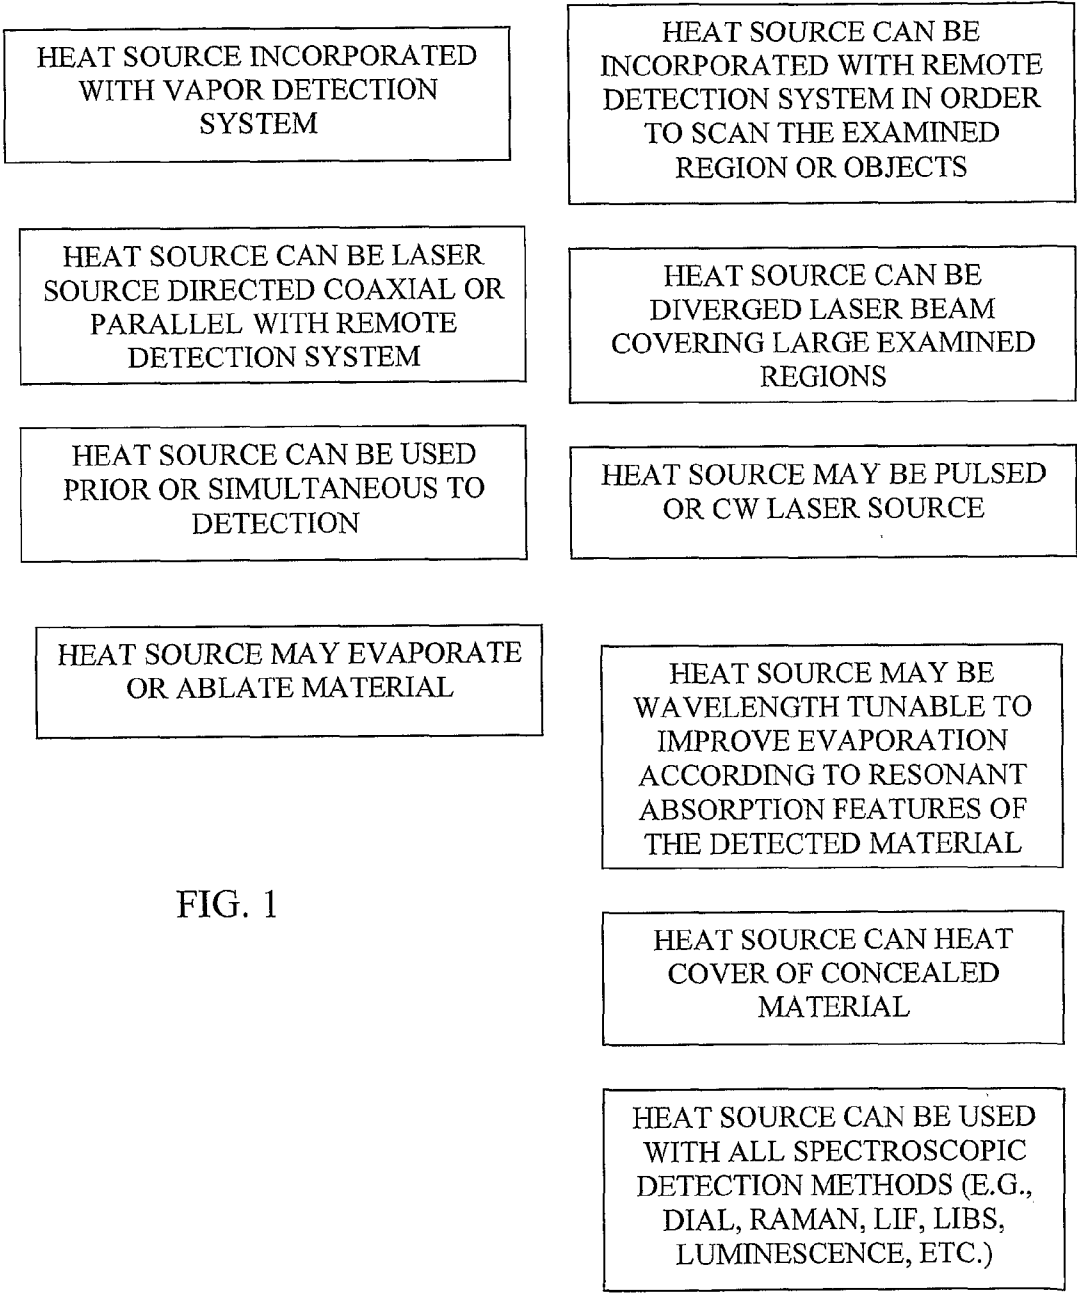 HEAT SOURCE INCORPORATED
WITH VAPOR DETECTION
SYSTEM
HEAT SOURCE CAN BE
INCORPORATED WITH REMOTE
DETECTION SYSTEM IN ORDER
TO SCAN THE EXAMINED
REGION OR OBJECTS
HEAT SOURCE CAN BE LASER
SOURCE DIRECTED COAXIAL OR
PARALLEL WITH REMOTE
DETECTION SYSTEM
HEAT SOURCE CAN BE
DIVERGED LASER BEAM
COVERING LARGE EXAMINED
REGIONS
HEAT SOURCE CAN BE USED
PRIOR OR SIMULTANEOUS TO
DETECTION
HEAT SOURCE MAY BE PULSED
OR CW LASER SOURCE
HEAT SOURCE MAY EVAPORATE
OR ABLATE MATERIAL
HEAT SOURCE MAY BE
WAVELENGTH TUNABLE TO
IMPROVE EVAPORATION
ACCORDING TO RESONANT
ABSORPTION FEATURES OF
THE DETECTED MATERIAL
FIG. 1
HEAT SOURCE CAN HEAT
COVER OF CONCEALED
MATERIAL
HEAT SOURCE CAN BE USED
WITH ALL SPECTROSCOPIC
DETECTION METHODS (E.G.,
DIAL, RAMAN, LIF, LIBS,
LUMINESCENCE, ETC.)